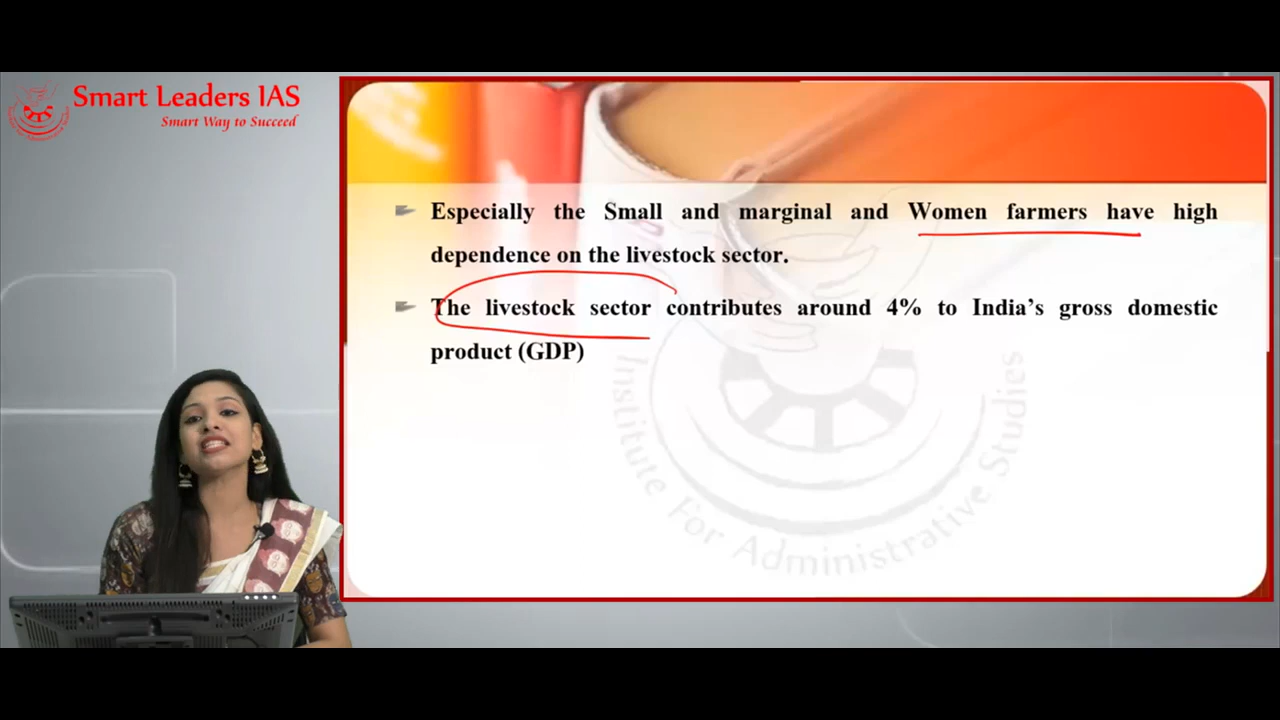 Smart Leaders IAS
Smart Way to Succeed
Especially the Small and marginal and Women farmers have high
dependence on the livestock sector.
The livestock sector contributes around 4% to India's gross domestic
product (GDP)
Institute For Administrative Studies